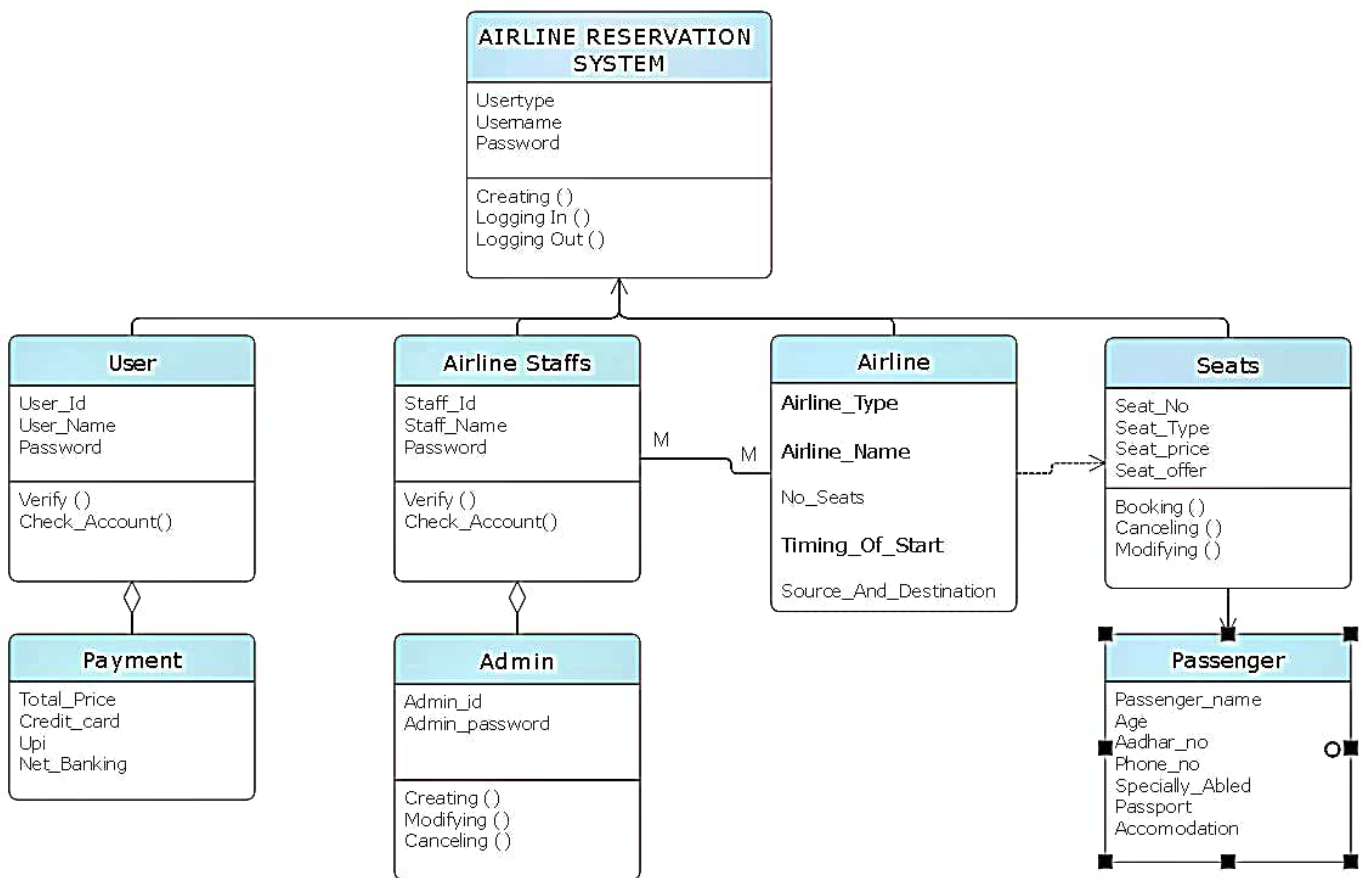 AIRLINE RESERVATION
SYSTEM
Usertype
Username
Password
Creating ()
Logging In ()
Logging Out ()
User
User_Id
User_Name
Password
Verify ()
Check_Account()
Airline Staffs
Staff_Id
Staff_Name
Password
Verify ()
Check_Account()
M
M
Airline
Airline_Type
Airline_Name
No_Seats
Timing_Of_Start
Source_And_Destination
Seats
Seat_No
Seat_Type
Seat_price
Seat_offer
Booking ()
Canceling ()
Modifying ()
Payment
Total_Price
Credit_card
Upi
Net_Banking
Admin
Admin_id
Admin_password
Creating ()
Modifying ()
Canceling ()
Passenger
Passenger_name
Age
Aadhar_no
Phone_no
Specially_Abled
Passport
Accomodation